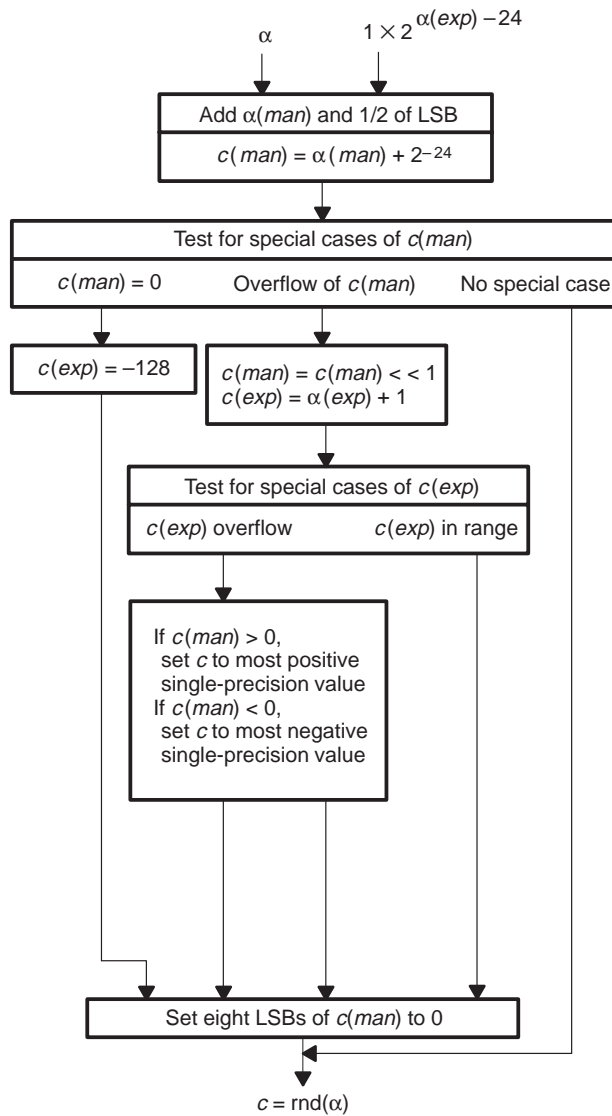 α 1 × 2^α(exp) – 24
Add α(man) and 1/2 of LSB
c(man) = α(man) + 2^–24
Test for special cases of c(man)
c(man) = 0 Overflow of c(man) No special case
c(exp) = –128
c(man) = c(man) < < 1
c(exp) = α(exp) + 1
Test for special cases of c(exp)
c(exp) overflow c(exp) in range
If c(man) > 0,
set c to most positive
single-precision value
If c(man) < 0,
set c to most negative
single-precision value
Set eight LSBs of c(man) to 0
c = rnd(α)